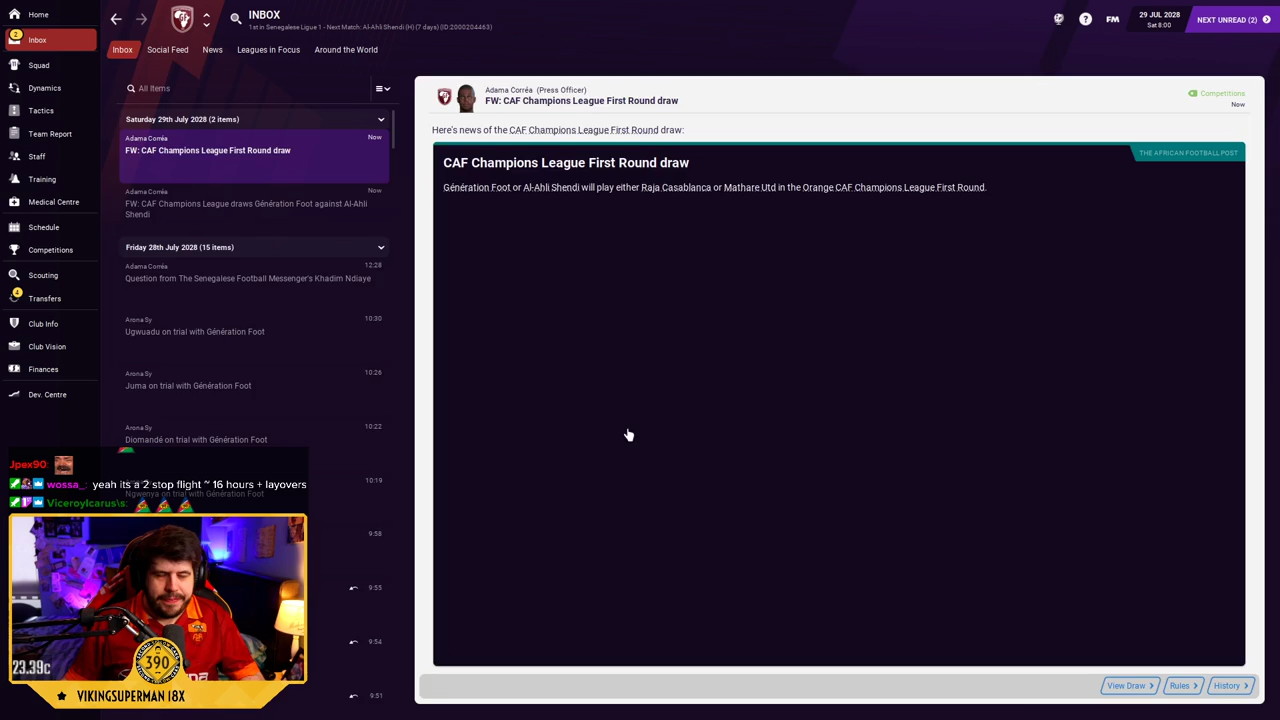 Home
2
Inbox
Squad
Dynamics
Tactics
Team Report
Staff
Training
Medical Centre
Schedule
Competitions
Scouting
4
Transfers
Club Info
Club Vision
Finances
Dev. Centre
INBOX
1st in Senegalese Ligue 1 - Next Match: Al-Ahli Shendi (H) (7 days) (ID:2000204463)
FM
29 JUL 2028
Sat 8:00
NEXT UNREAD (2)
Inbox
Social Feed
News
Leagues in Focus
Around the World
All Items
Saturday 29th July 2028 (2 items)
Adama Corréa
Now
FW: CAF Champions League First Round draw
Adama Corréa
Now
FW: CAF Champions League draws Génération Foot against Al-Ahli
Shendi
Friday 28th July 2028 (15 items)
Adama Corréa
12:28
Question from The Senegalese Football Messenger's Khadim Ndiaye
Arona Sy
10:30
Ugwuadu on trial with Génération Foot
Arona Sy
10:26
Juma on trial with Génération Foot
Arona Sy
10:22
Diomandé on trial with Génération Foot
10:19
Ngwenya on trial with Génération Foot
9:58
9:55
9:54
9:51
Adama Corréa (Press Officer)
FW: CAF Champions League First Round draw
Competitions
Now
Here's news of the CAF Champions League First Round draw:
CAF Champions League First Round draw
THE AFRICAN FOOTBALL POST
Génération Foot or Al-Ahli Shendi will play either Raja Casablanca or Mathare Utd in the Orange CAF Champions League First Round.
View Draw
Rules
History
Jpex90:
wossa_: yeah its a 2 stop flight ~ 16 hours + layovers
ViceroyIcarus\s:
23.39c
390
VIKINGSUPERMAN 18X